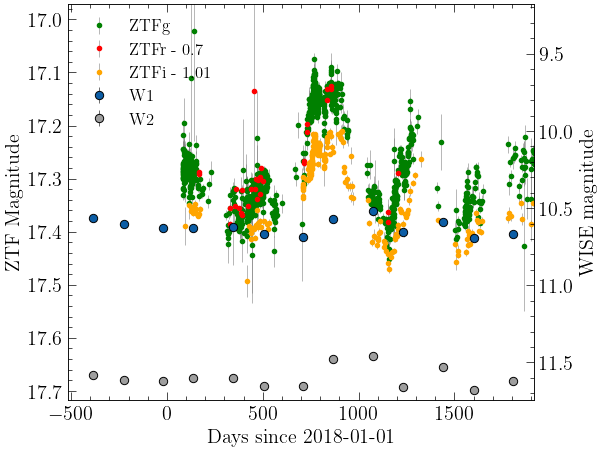 ZTFg
ZTFr - 0.7
ZTFi - 1.01
W1
W2
17.0
17.1
17.2
17.3
17.4
17.5
17.6
17.7
ZTF Magnitude
9.5
10.0
10.5
11.0
11.5
WISE magnitude
−500
0
500
1000
1500
Days since 2018-01-01